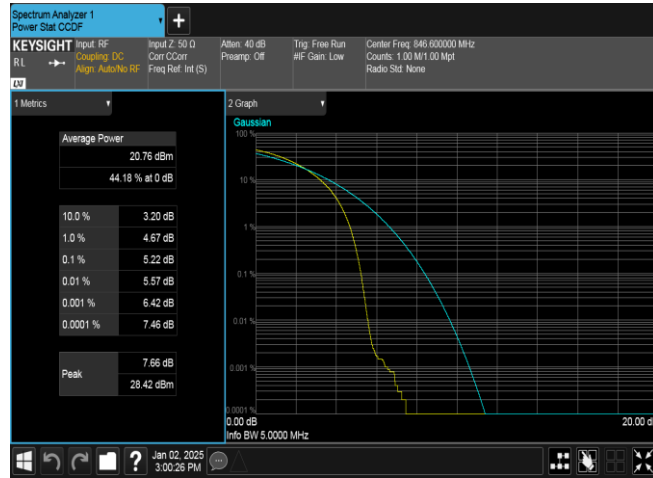 Spectrum Analyzer 1
Power Stat CCDF
+
KEYSIGHT
R L
LXI
Input: RF
Coupling: DC
Align: Auto/No RF
Input Z: 50 Ω
Corr CCorr
Freq Ref: Int (S)
Atten: 40 dB
Preamp: Off
Trig: Free Run
#IF Gain: Low
Center Freq: 846.600000 MHz
Counts: 1.00 M/1.00 Mpt
Radio Std: None
1 Metrics
Average Power
20.76 dBm
44.18 % at 0 dB
10.0 % 3.20 dB
1.0 % 4.67 dB
0.1 % 5.22 dB
0.01 % 5.57 dB
0.001 % 6.42 dB
0.0001 % 7.46 dB
Peak
7.66 dB
28.42 dBm
2 Graph
Gaussian
100 %
10 %
1 %
0.1 %
0.01 %
0.001 %
0.0001 %
0.00 dB
20.00 d
Info BW 5.0000 MHz
?
Jan 02, 2025
3:00:26 PM